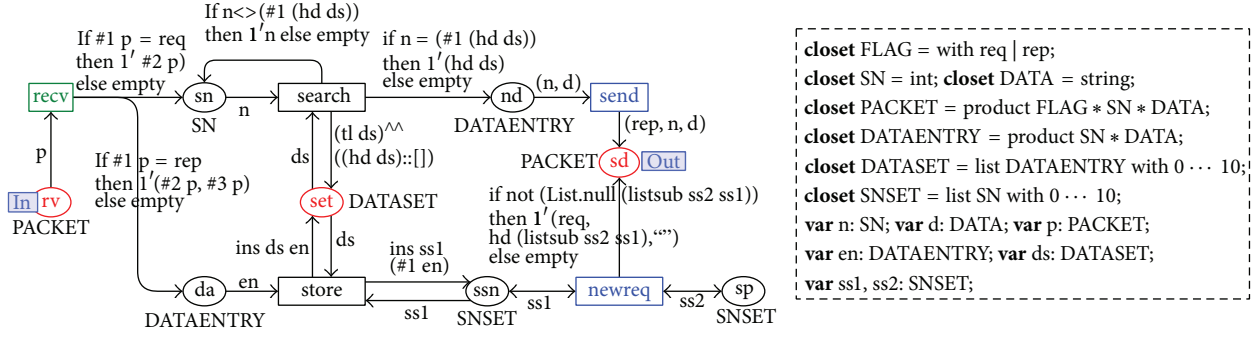 If n<>(#1 (hd ds))
then 1′n else empty
If #1 p = req
then 1′ #2 p)
else empty
if n = (#1 (hd ds))
then 1′(hd ds)
else empty
recv
sn
SN
n
search
nd
DATAENTRY
(n, d)
send
(rep, n, d)
p
If #1 p = rep
then 1′(#2 p, #3 p)
else empty
ds
(tl ds)^^
((hd ds)::[])
PACKET
sd
Out
In
rv
PACKET
set
DATASET
if not (List.null (listsub ss2 ss1))
then 1′(req,
hd (listsub ss2 ss1),“”)
else empty
ins ds en
ds
ins ss1
(#1 en)
da
DATAENTRY
en
store
ss1
ssn
SNSET
ss1
newreq
ss2
sp
SNSET
closet FLAG = with req | rep;
closet SN = int; closet DATA = string;
closet PACKET = product FLAG ∗ SN ∗ DATA;
closet DATAENTRY = product SN ∗ DATA;
closet DATASET = list DATAENTRY with 0 ⋯ 10;
closet SNSET = list SN with 0 ⋯ 10;
var n: SN; var d: DATA; var p: PACKET;
var en: DATAENTRY; var ds: DATASET;
var ss1, ss2: SNSET;